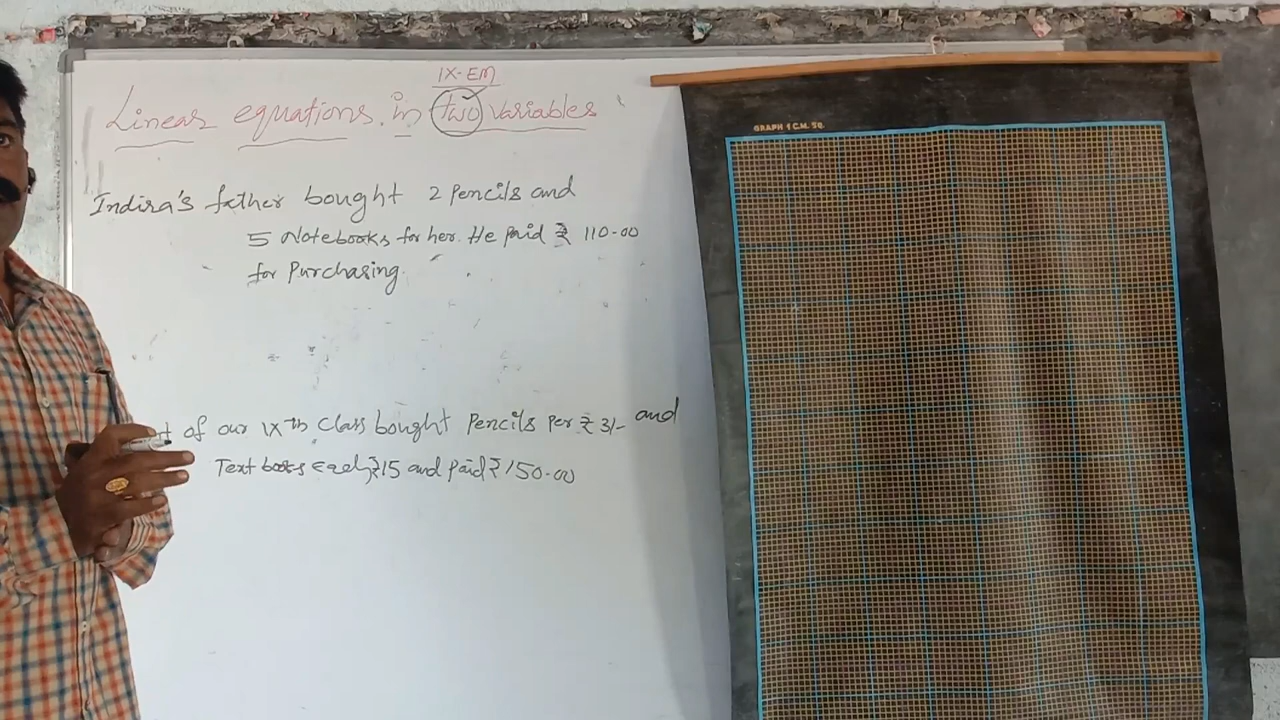 IX-EM
Linear equations in two variables
Indira's father bought 2 Pencils and
5 Notebooks for her. He paid ₹ 110-00
for Purchasing.
of our IXth Class bought Pencils per ₹ 3/- and
Text books each ₹15 and paid ₹ 150-00
GRAPH 1 C.M. SQ.